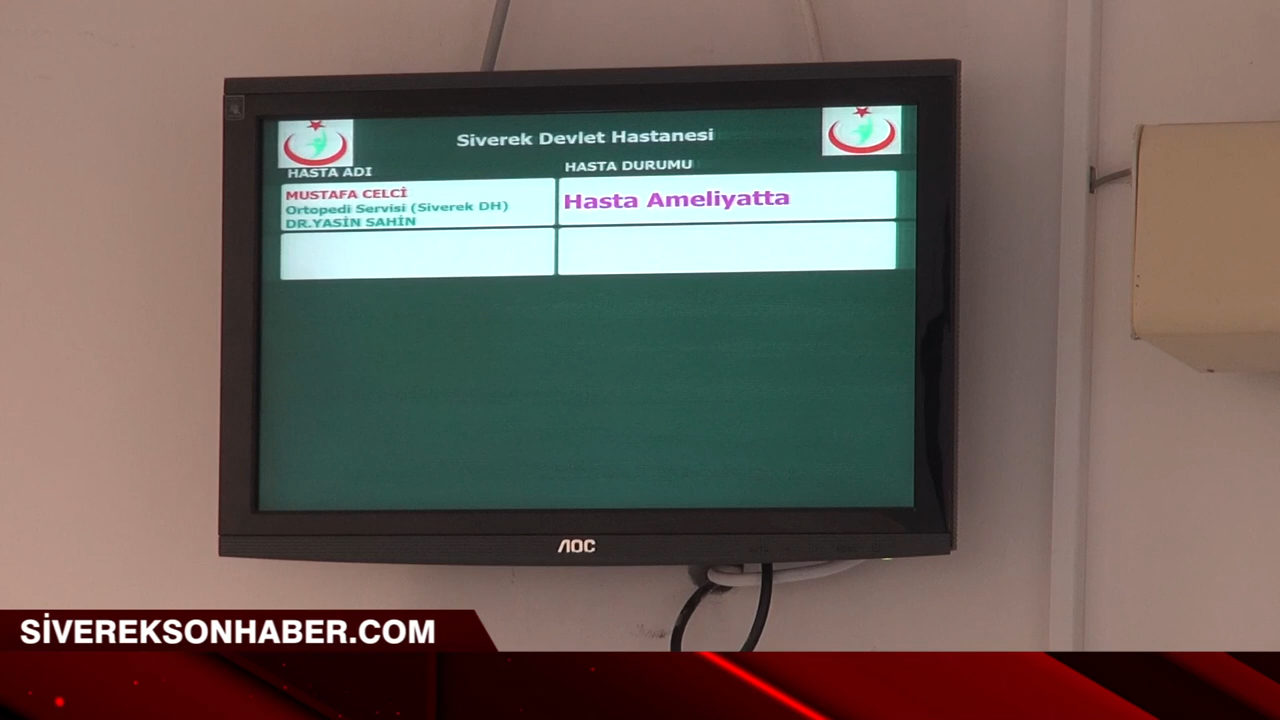 Siverek Devlet Hastanesi
HASTA ADI
HASTA DURUMU
MUSTAFA CELCİ
Ortopedi Servisi (Siverek DH)
DR.YASİN SAHİN
Hasta Ameliyatta
AOC
SİVEREKSONHABER.COM